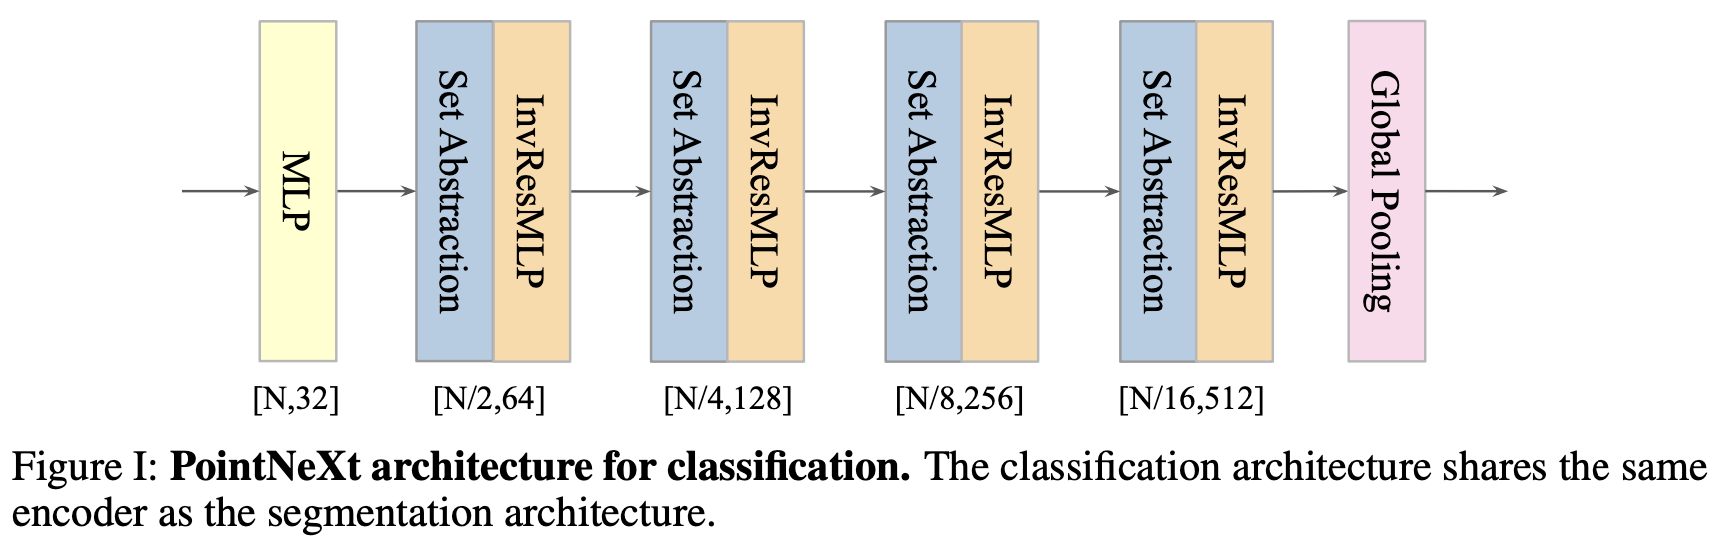 MLP
Set Abstraction
InvResMLP
Set Abstraction
InvResMLP
Set Abstraction
InvResMLP
Set Abstraction
InvResMLP
Global Pooling
[N,32]
[N/2,64]
[N/4,128]
[N/8,256]
[N/16,512]
Figure I: PointNeXt architecture for classification. The classification architecture shares the same
encoder as the segmentation architecture.